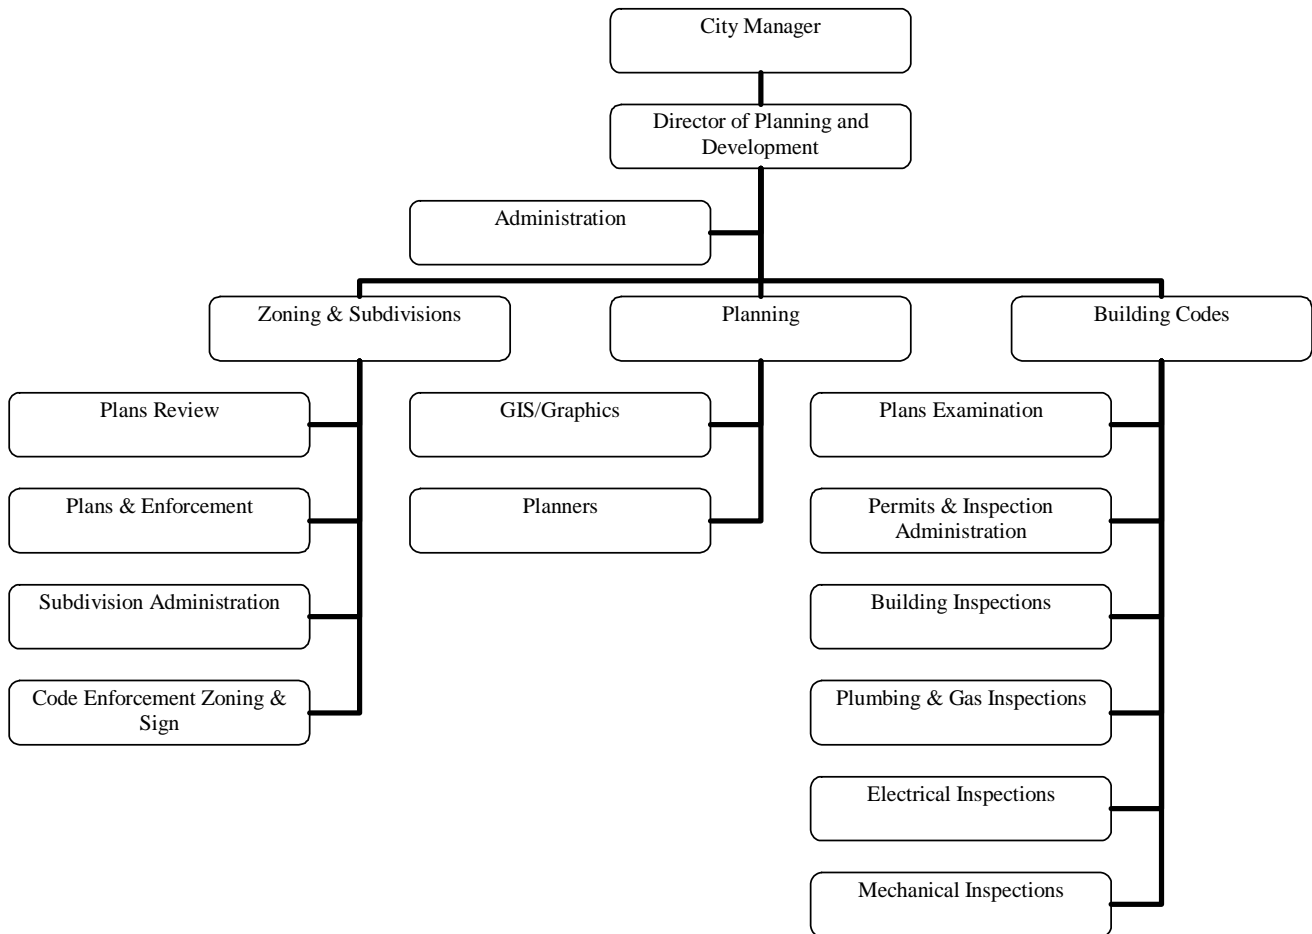 City Manager
Director of Planning and
Development
Administration
Zoning & Subdivisions
Planning
Building Codes
Plans Review
GIS/Graphics
Plans Examination
Plans & Enforcement
Planners
Permits & Inspection
Administration
Subdivision Administration
Building Inspections
Code Enforcement Zoning &
Sign
Plumbing & Gas Inspections
Electrical Inspections
Mechanical Inspections